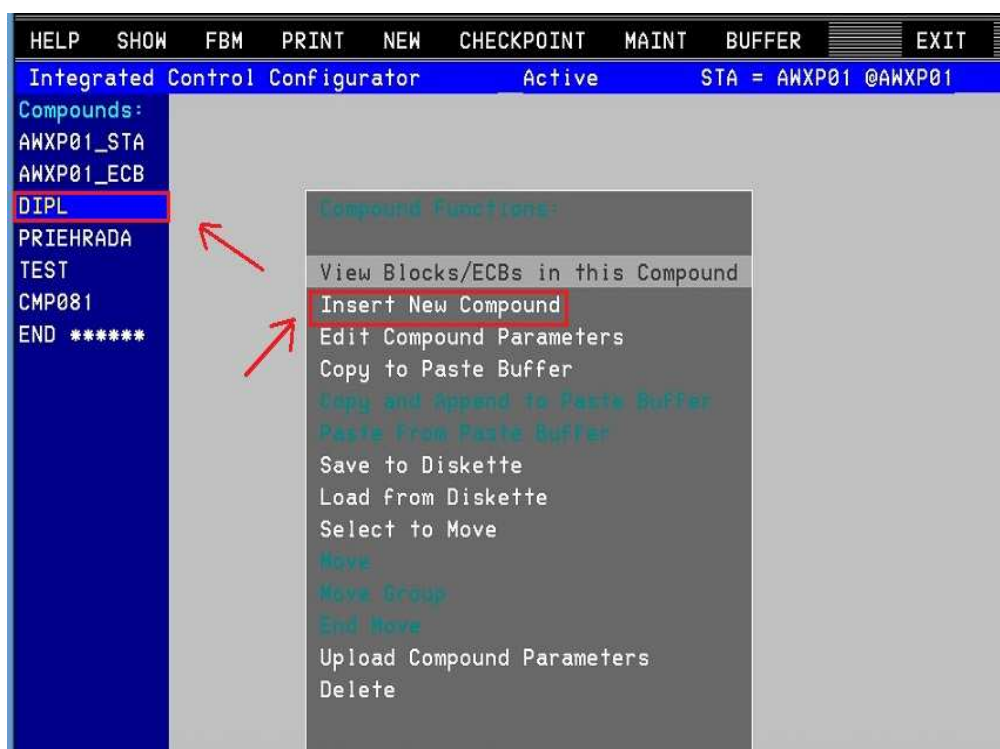 HELP SHOW FBM PRINT NEW CHECKPOINT MAINT BUFFER EXIT
Integrated Control Configurator Active STA = AWXP01 @AWXP01
Compounds:
AWXP01_STA
AWXP01_ECB
DIPL
PRIEHRADA
TEST
CMP081
END ******
Compound Functions:
View Blocks/ECBs in this Compound
Insert New Compound
Edit Compound Parameters
Copy to Paste Buffer
Copy and Append to Paste Buffer
Paste From Paste Buffer
Save to Diskette
Load from Diskette
Select to Move
Move
Move Group
End Move
Upload Compound Parameters
Delete